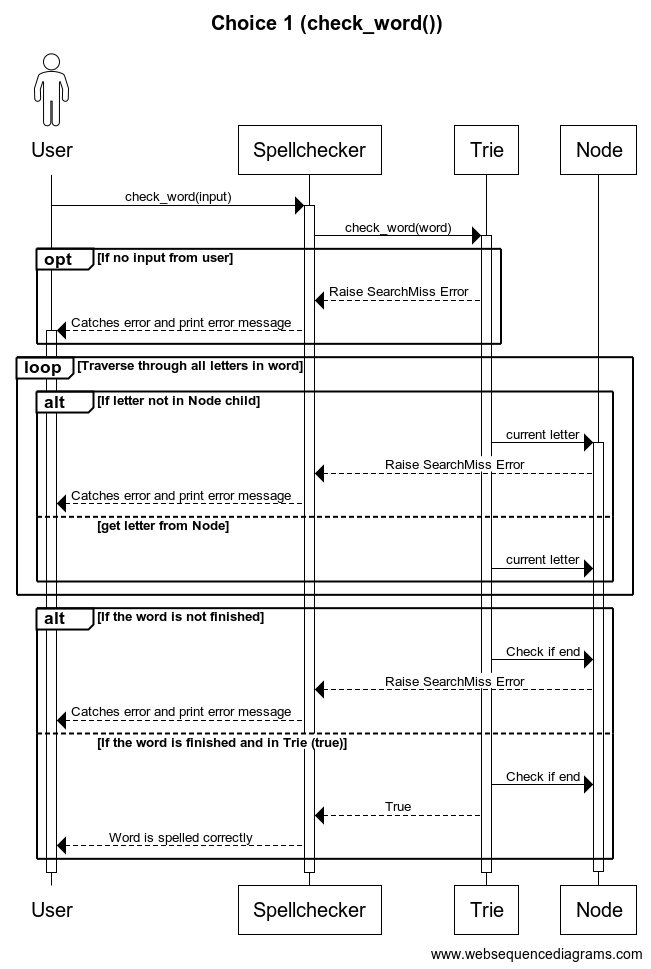 Choice 1 (check_word())
User
Spellchecker
Trie
Node
check_word(input)
check_word(word)
opt
[If no input from user]
Raise SearchMiss Error
Catches error and print error message
loop
[Traverse through all letters in word]
alt
[If letter not in Node child]
current letter
Raise SearchMiss Error
Catches error and print error message
[get letter from Node]
current letter
alt
[If the word is not finished]
Check if end
Raise SearchMiss Error
Catches error and print error message
[If the word is finished and in Trie (true)]
Check if end
True
Word is spelled correctly
User
Spellchecker
Trie
Node
www.websequencediagrams.com